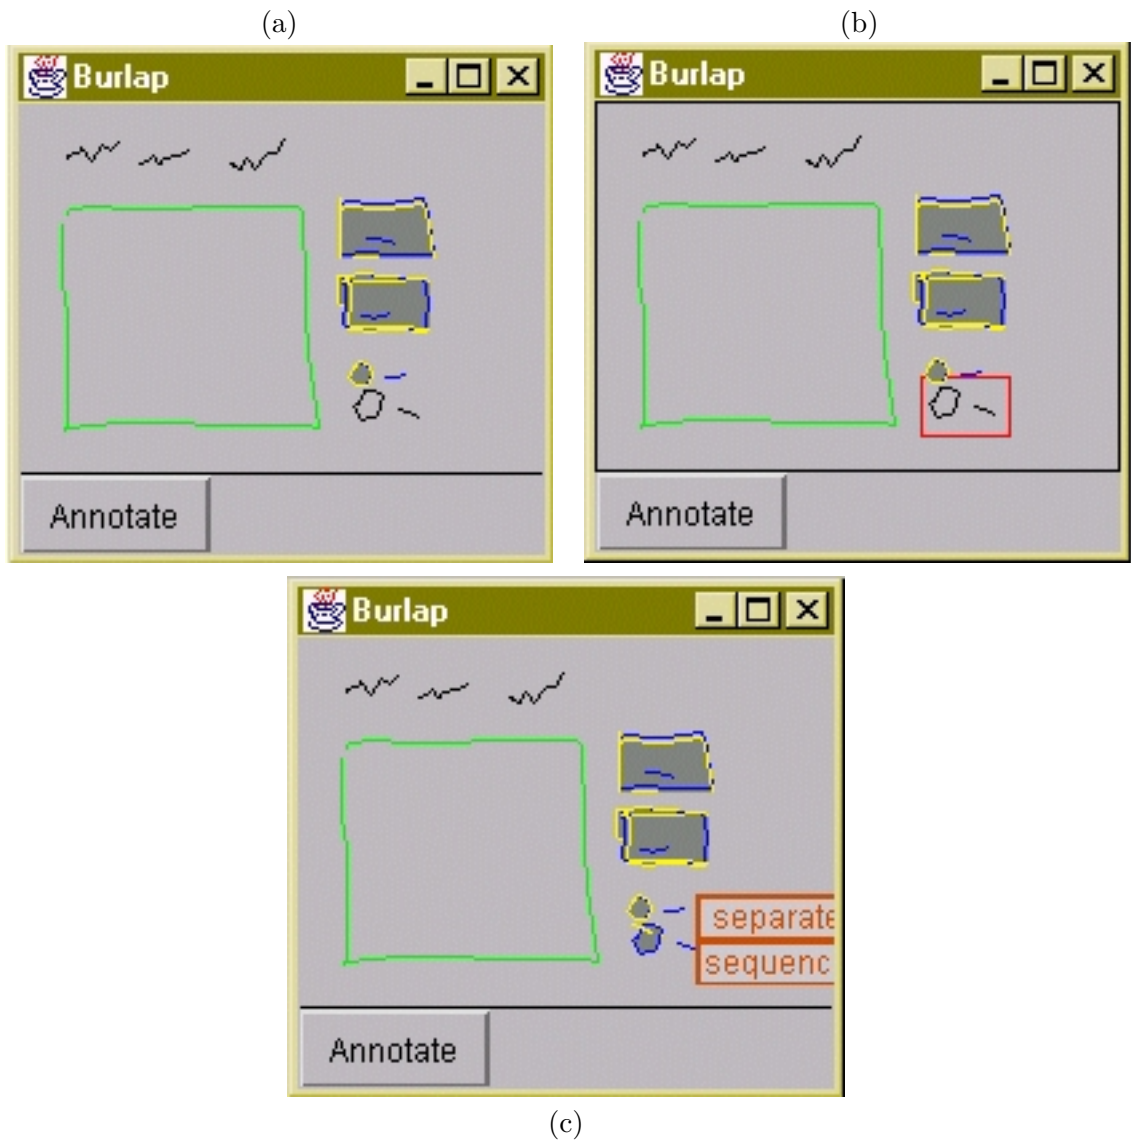 (a) (b)
Burlap Burlap
Annotate Annotate
Burlap
separate
sequenc
Annotate
(c)